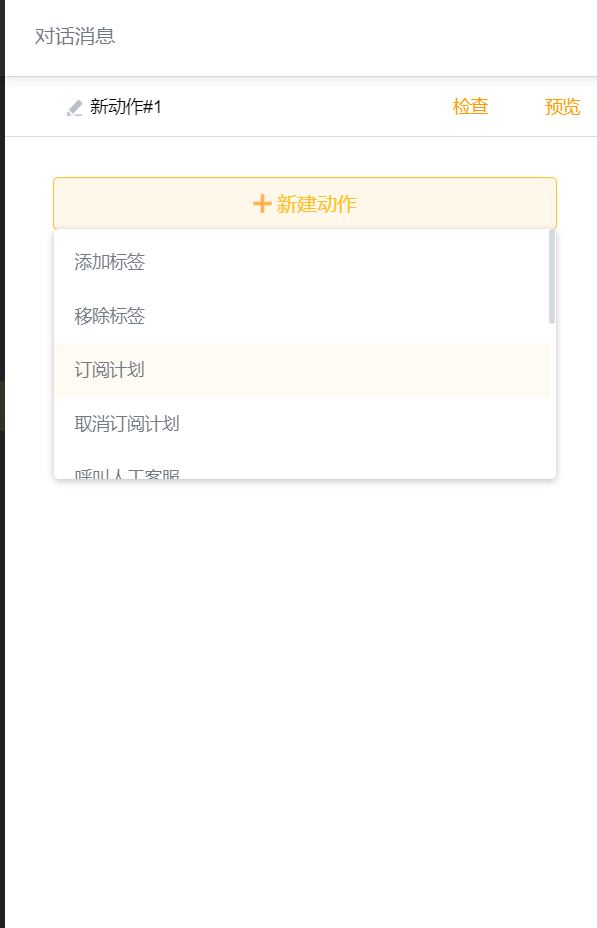 对话消息
新动作#1
检查
预览
新建动作
添加标签
移除标签
订阅计划
取消订阅计划
呼叫人工客服